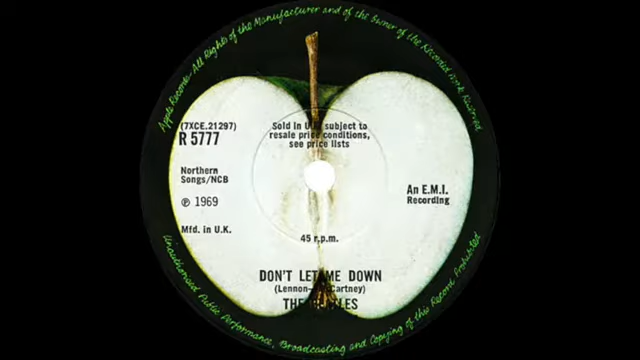 Apple Records · All Rights of the Manufacturer and of the Owner of the Recorded Work Reserved
(7XCE.21297)
R 5777
Sold in U.K. subject to
resale price conditions,
see price lists
Northern
Songs/NCB
℗ 1969
An E.M.I.
Recording
Mfd. in U.K.
45 r.p.m.
DON'T LET ME DOWN
(Lennon-McCartney)
THE BEATLES
Unauthorised Public Performance, Broadcasting and Copying of this Record Prohibited